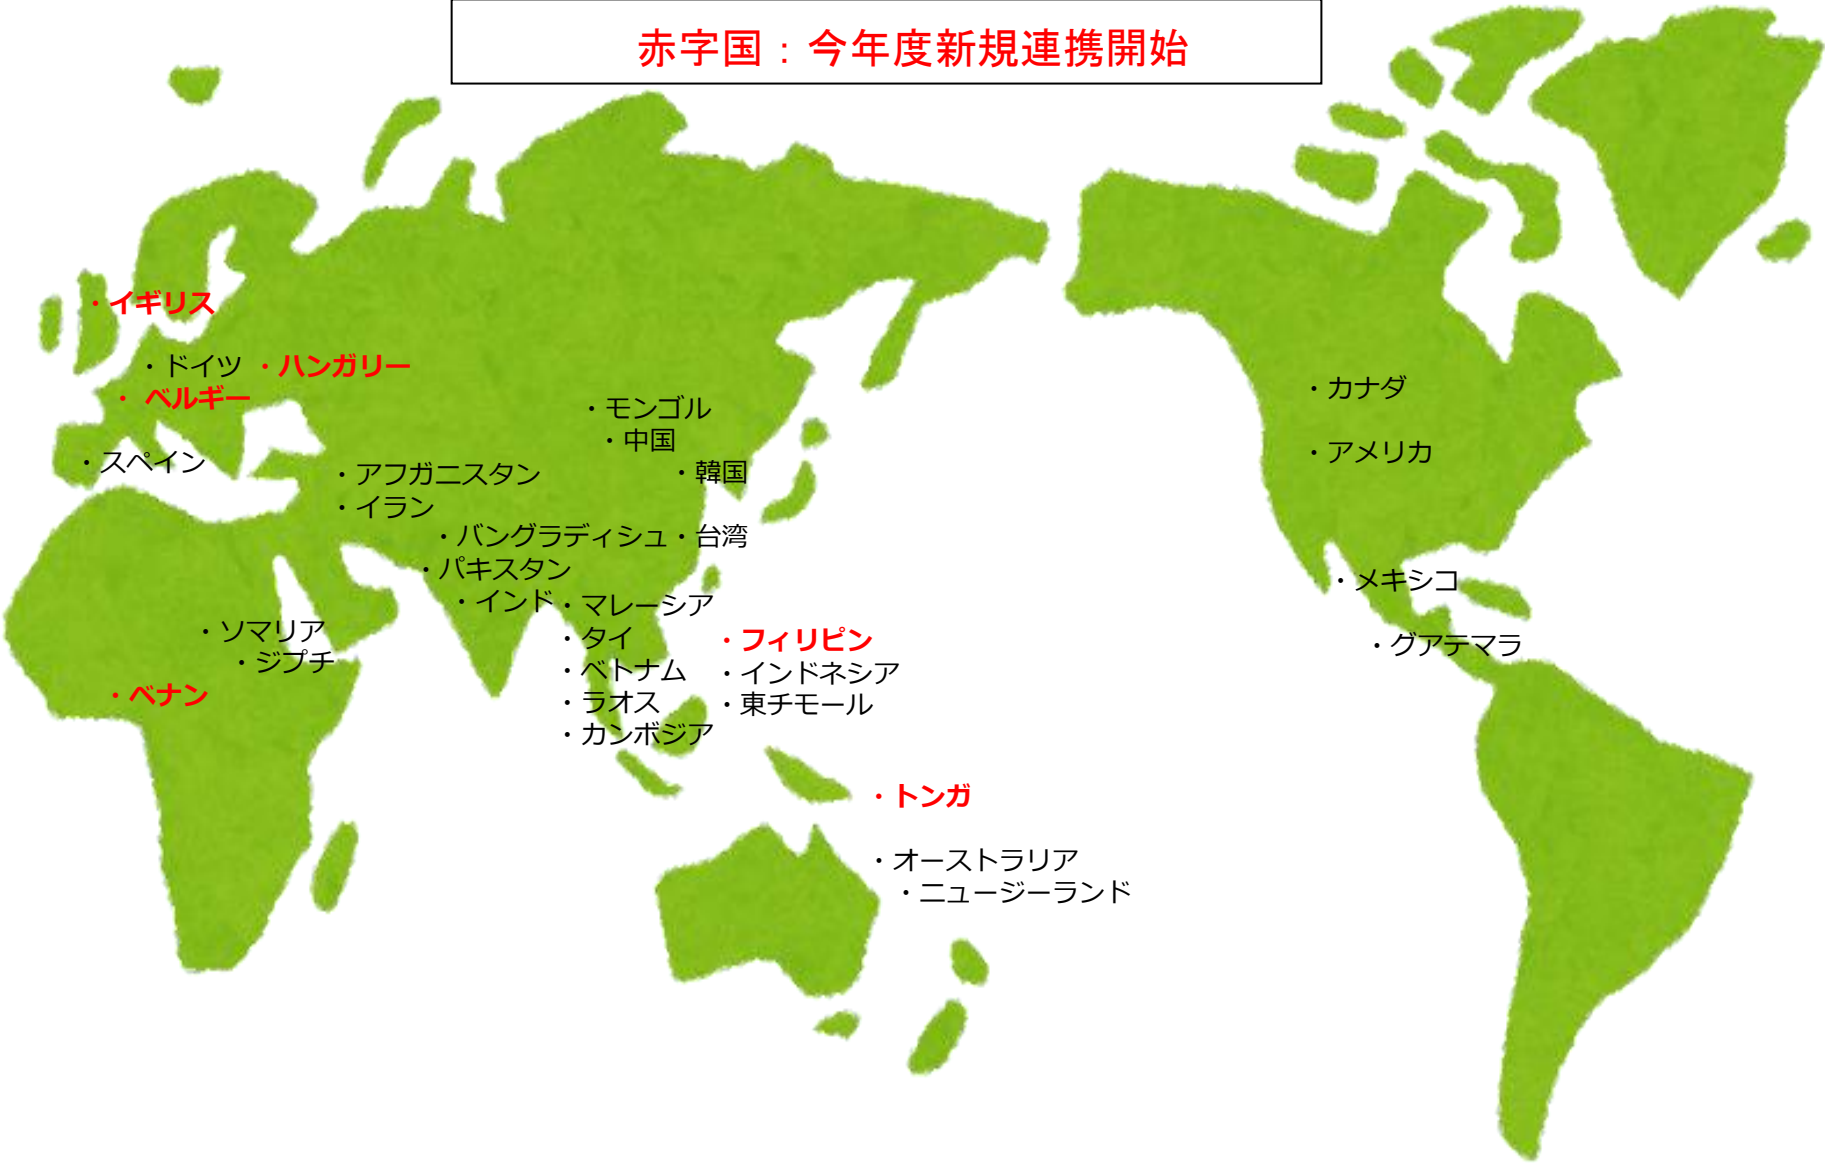 赤字国：今年度新規連携開始
・イギリス
・ドイツ ・ハンガリー
・ ベルギー
・スペイン
・モンゴル
・中国
・韓国
・アフガニスタン
・イラン
・バングラディシュ・台湾
・パキスタン
・インド・マレーシア
・タイ
・ベトナム
・ラオス
・カンボジア
・フィリピン
・インドネシア
・東チモール
・ソマリア
・ジプチ
・ベナン
・トンガ
・オーストラリア
・ニュージーランド
・カナダ
・アメリカ
・メキシコ
・グアテマラ